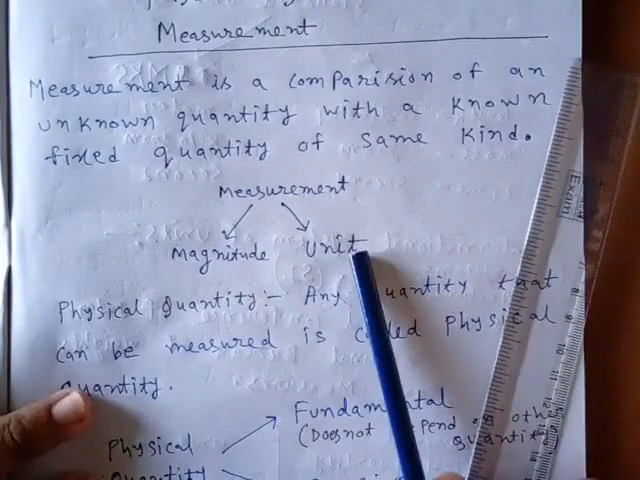 Measurement
Measurement is a comparision of an
unknown quantity with a known
fixed quantity of same kind.
Measurement
Magnitude Unit
Physical quantity:- Any quantity that
can be measured is called Physical
quantity.
Fundamental
(Does not depend on other
quantity
Physical
quantity
Exam